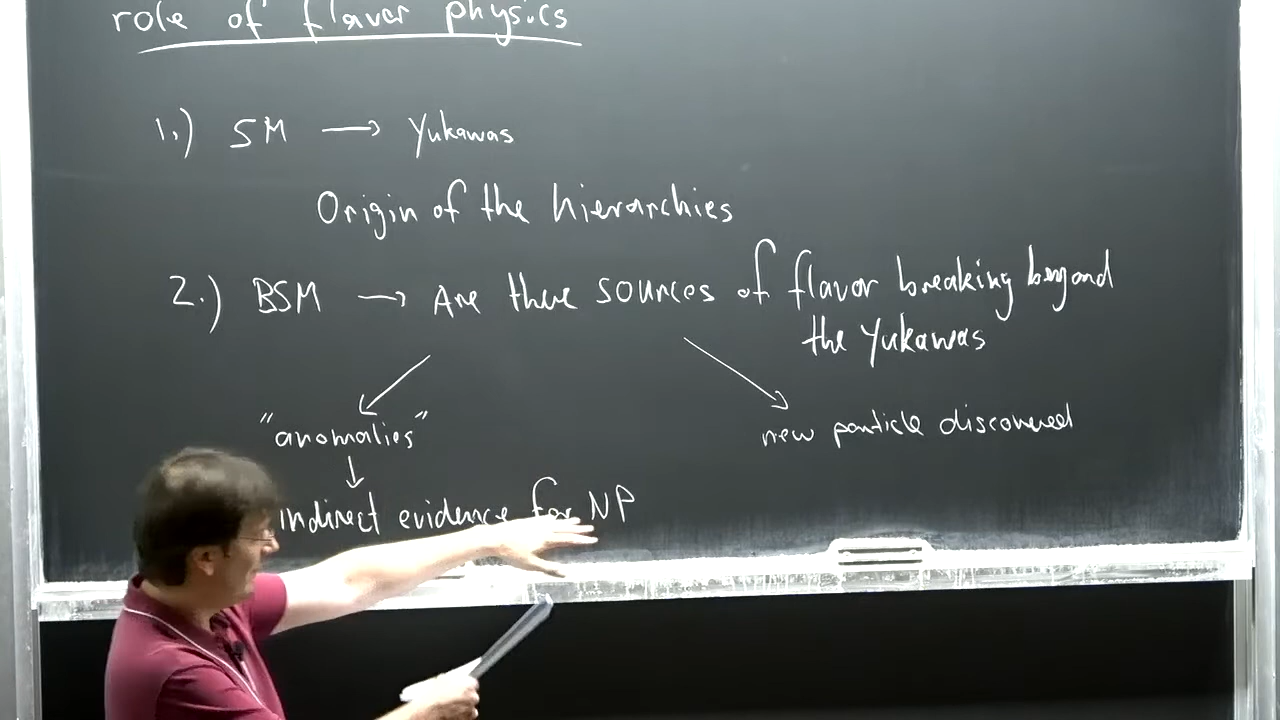 role of flavor physics
1.) SM → Yukawas
Origin of the hierarchies
2.) BSM → Are there sources of flavor breaking beyond
the Yukawas
"anomalies"
new particle discovered
↓
indirect evidence for NP